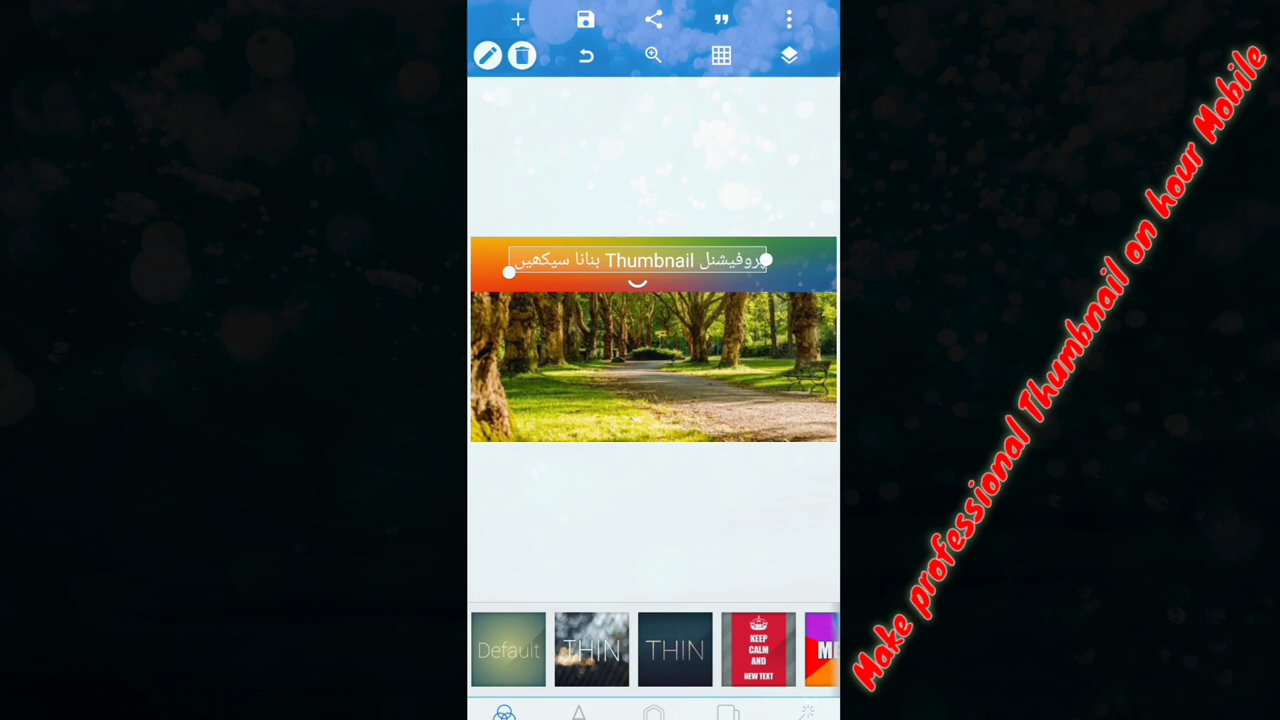 پروفیشنل Thumbnail بنانا سیکھیں
Default
THIN
THIN
KEEP
CALM
AND
NEW TEXT
Make professional Thumbnail on hour Mobile